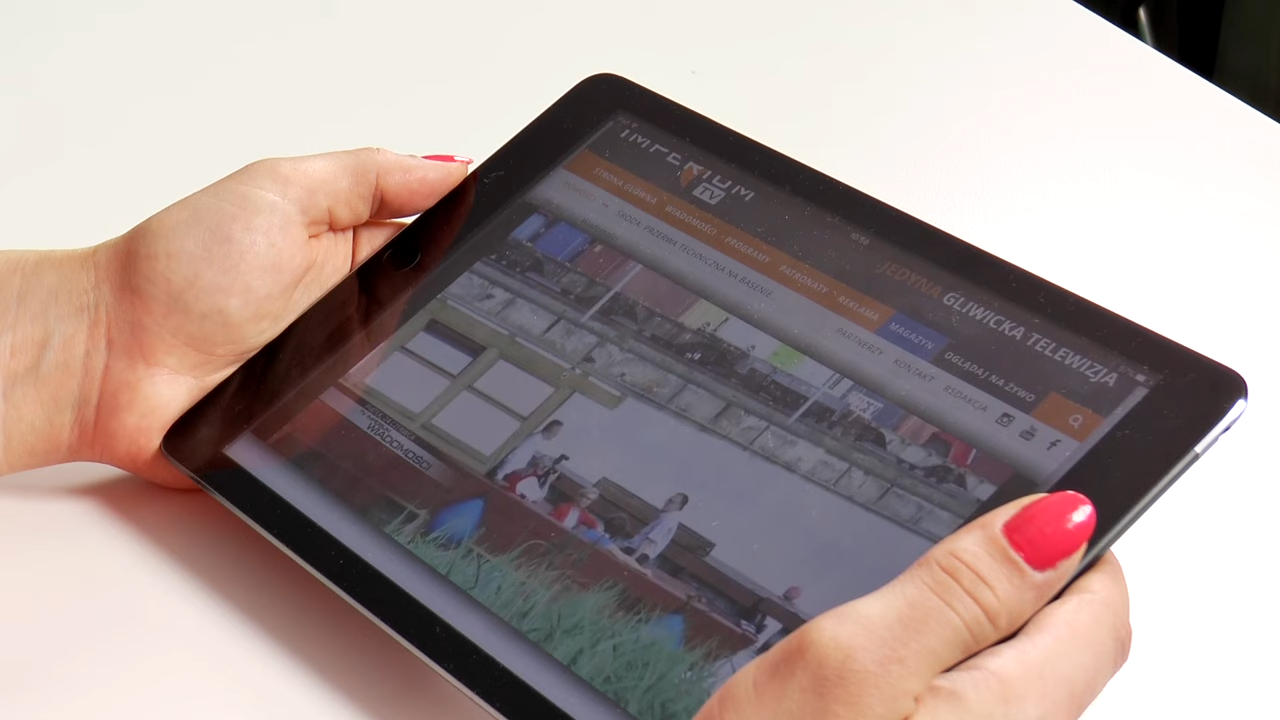 IMPERIUM
TV
JEDYNA GLIWICKA TELEWIZJA
STRONA GŁÓWNA WIADOMOŚCI PROGRAMY PATRONATY REKLAMA MAGAZYN OGLĄDAJ NA ŻYWO
PARTNERZY KONTAKT REDAKCJA
ŚRODA: PRZERWA TECHNICZNA NA BASENIE
WIADOMOŚCI